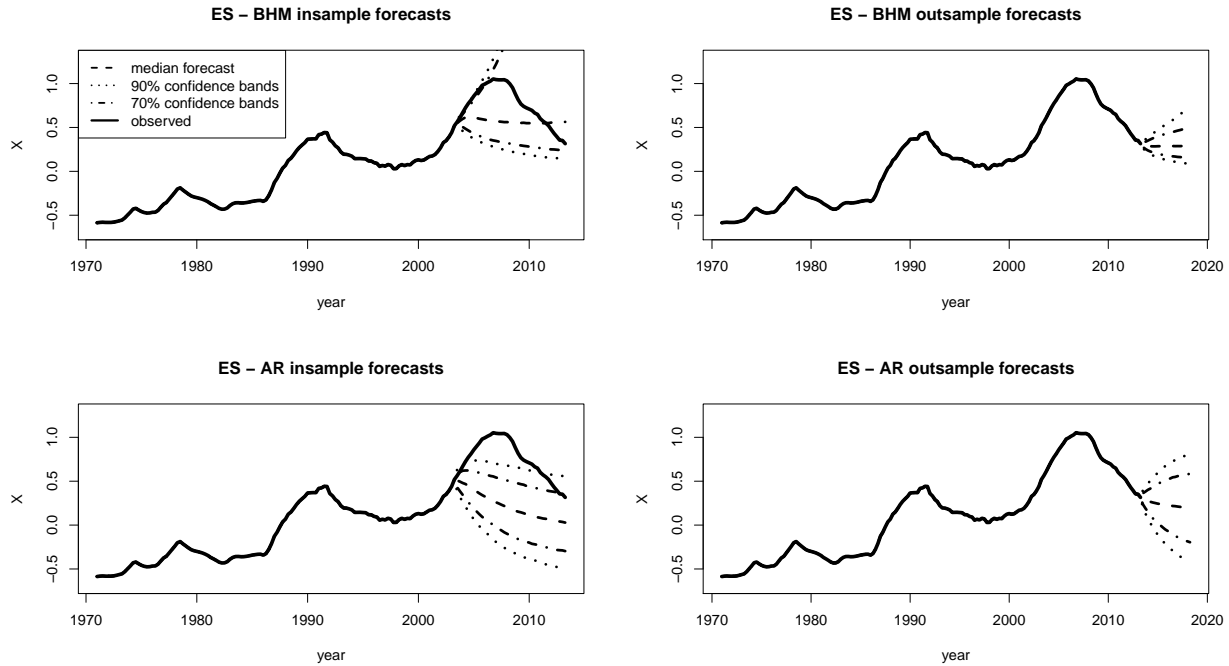 ES − BHM insample forecasts
median forecast
90% confidence bands
70% confidence bands
observed
X
−0.5
0.0
0.5
1.0
1970
1980
1990
2000
2010
year
ES − BHM outsample forecasts
X
−0.5
0.0
0.5
1.0
1970
1980
1990
2000
2010
2020
year
ES − AR insample forecasts
X
−0.5
0.0
0.5
1.0
1970
1980
1990
2000
2010
year
ES − AR outsample forecasts
X
−0.5
0.0
0.5
1.0
1970
1980
1990
2000
2010
2020
year